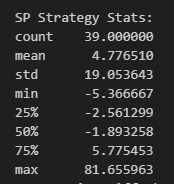 SP Strategy Stats:
count    39.000000
mean      4.776510
std      19.053643
min      -5.366667
25%      -2.561299
50%      -1.893258
75%       5.775453
max      81.655963